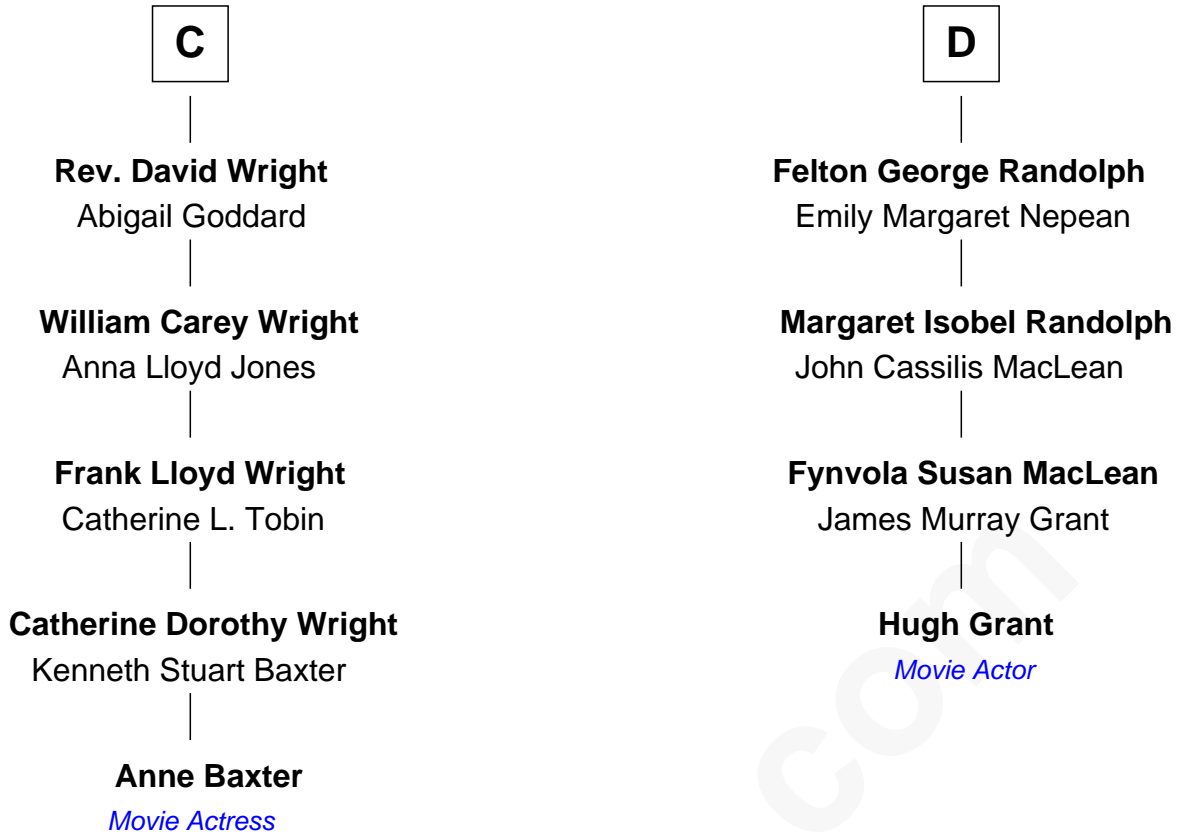 C
Rev. David Wright
Abigail Goddard
William Carey Wright
Anna Lloyd Jones
Frank Lloyd Wright
Catherine L. Tobin
Catherine Dorothy Wright
Kenneth Stuart Baxter
Anne Baxter
Movie Actress
D
Felton George Randolph
Emily Margaret Nepean
Margaret Isobel Randolph
John Cassilis MacLean
Fynvola Susan MacLean
James Murray Grant
Hugh Grant
Movie Actor
com